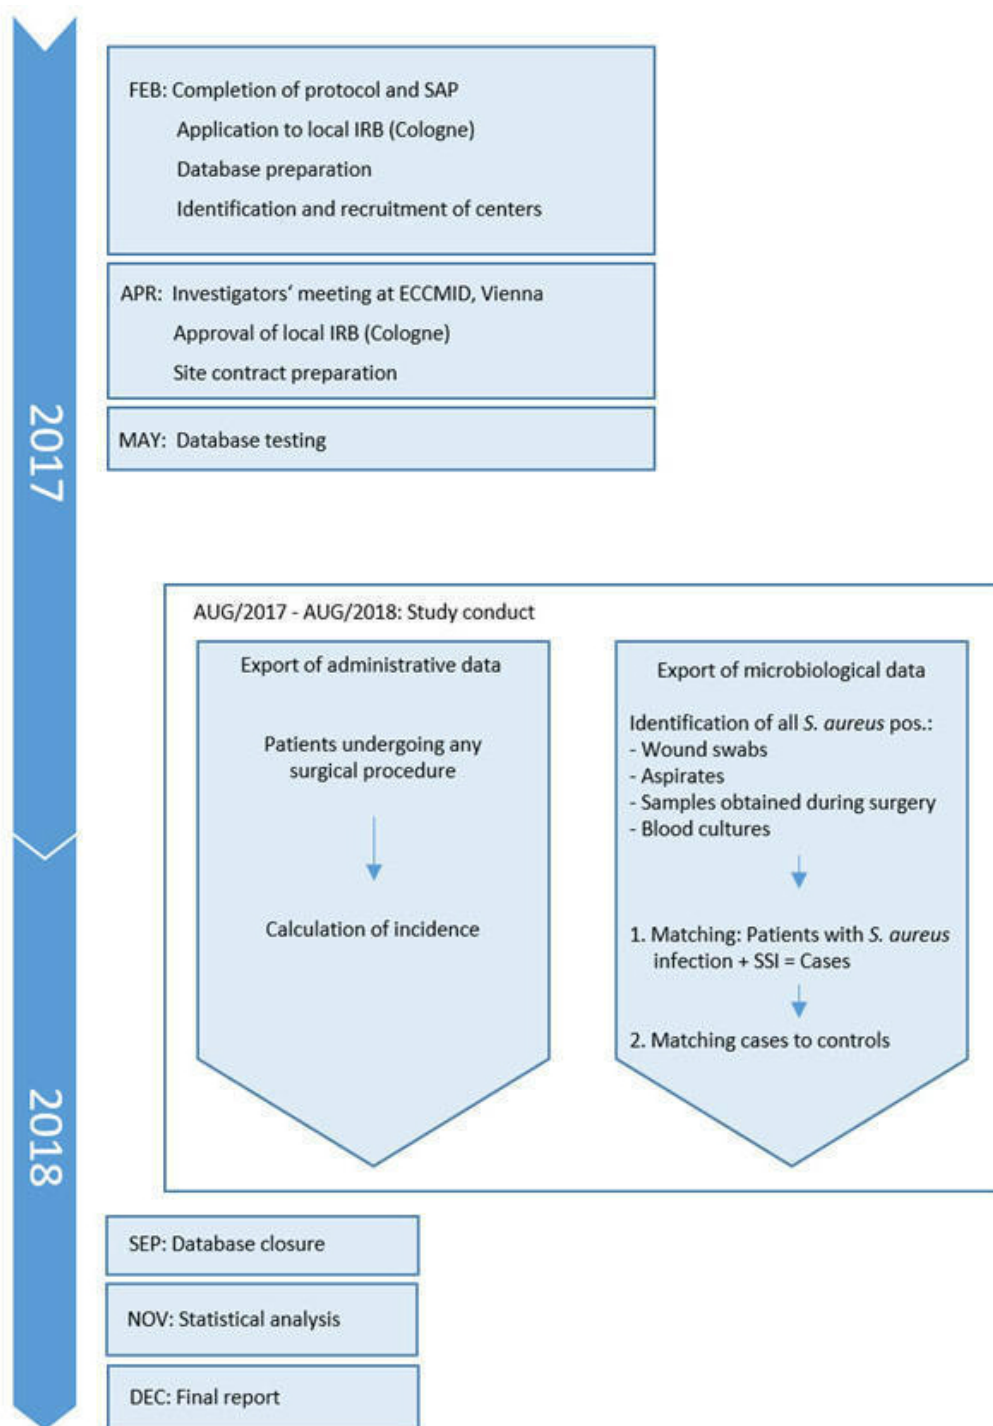 2017
FEB: Completion of protocol and SAP
Application to local IRB (Cologne)
Database preparation
Identification and recruitment of centers
APR: Investigators‘ meeting at ECCMID, Vienna
Approval of local IRB (Cologne)
Site contract preparation
MAY: Database testing
AUG/2017 - AUG/2018: Study conduct
Export of administrative data
Patients undergoing any
surgical procedure
Calculation of incidence
Export of microbiological data
Identification of all S. aureus pos.:
- Wound swabs
- Aspirates
- Samples obtained during surgery
- Blood cultures
1. Matching: Patients with S. aureus
infection + SSI = Cases
2. Matching cases to controls
2018
SEP: Database closure
NOV: Statistical analysis
DEC: Final report